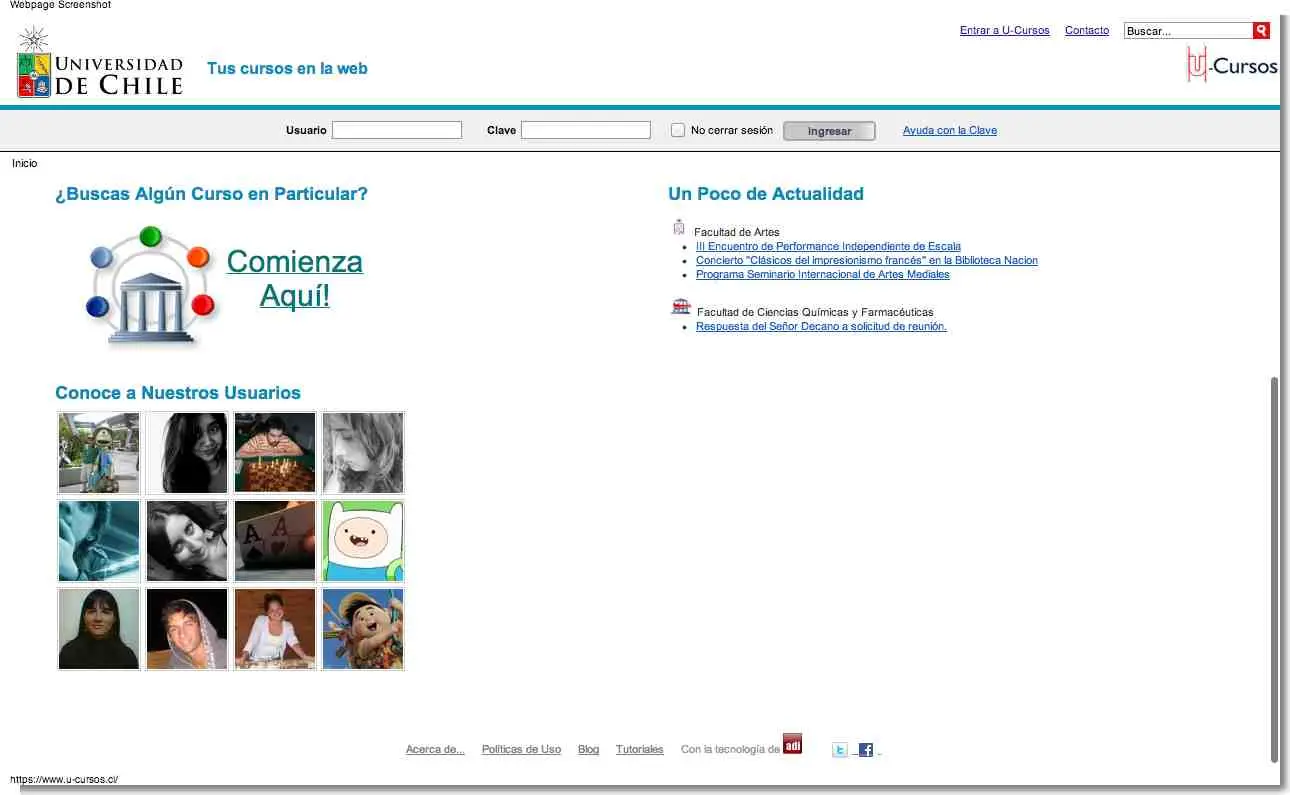 Webpage Screenshot
Entrar a U-Cursos Contacto Buscar...
UNIVERSIDAD
DE CHILE
Tus cursos en la web
U-Cursos
Usuario Clave No cerrar sesión Ingresar Ayuda con la Clave
Inicio
¿Buscas Algún Curso en Particular?
Comienza
Aquí!
Un Poco de Actualidad
Facultad de Artes
III Encuentro de Performance Independiente de Escala
Concierto "Clásicos del impresionismo francés" en la Biblioteca Nacion
Programa Seminario Internacional de Artes Mediales
Facultad de Ciencias Químicas y Farmacéuticas
Respuesta del Señor Decano a solicitud de reunión.
Conoce a Nuestros Usuarios
A A
Acerca de... Políticas de Uso Blog Tutoriales Con la tecnología de adi t f
https://www.u-cursos.cl/